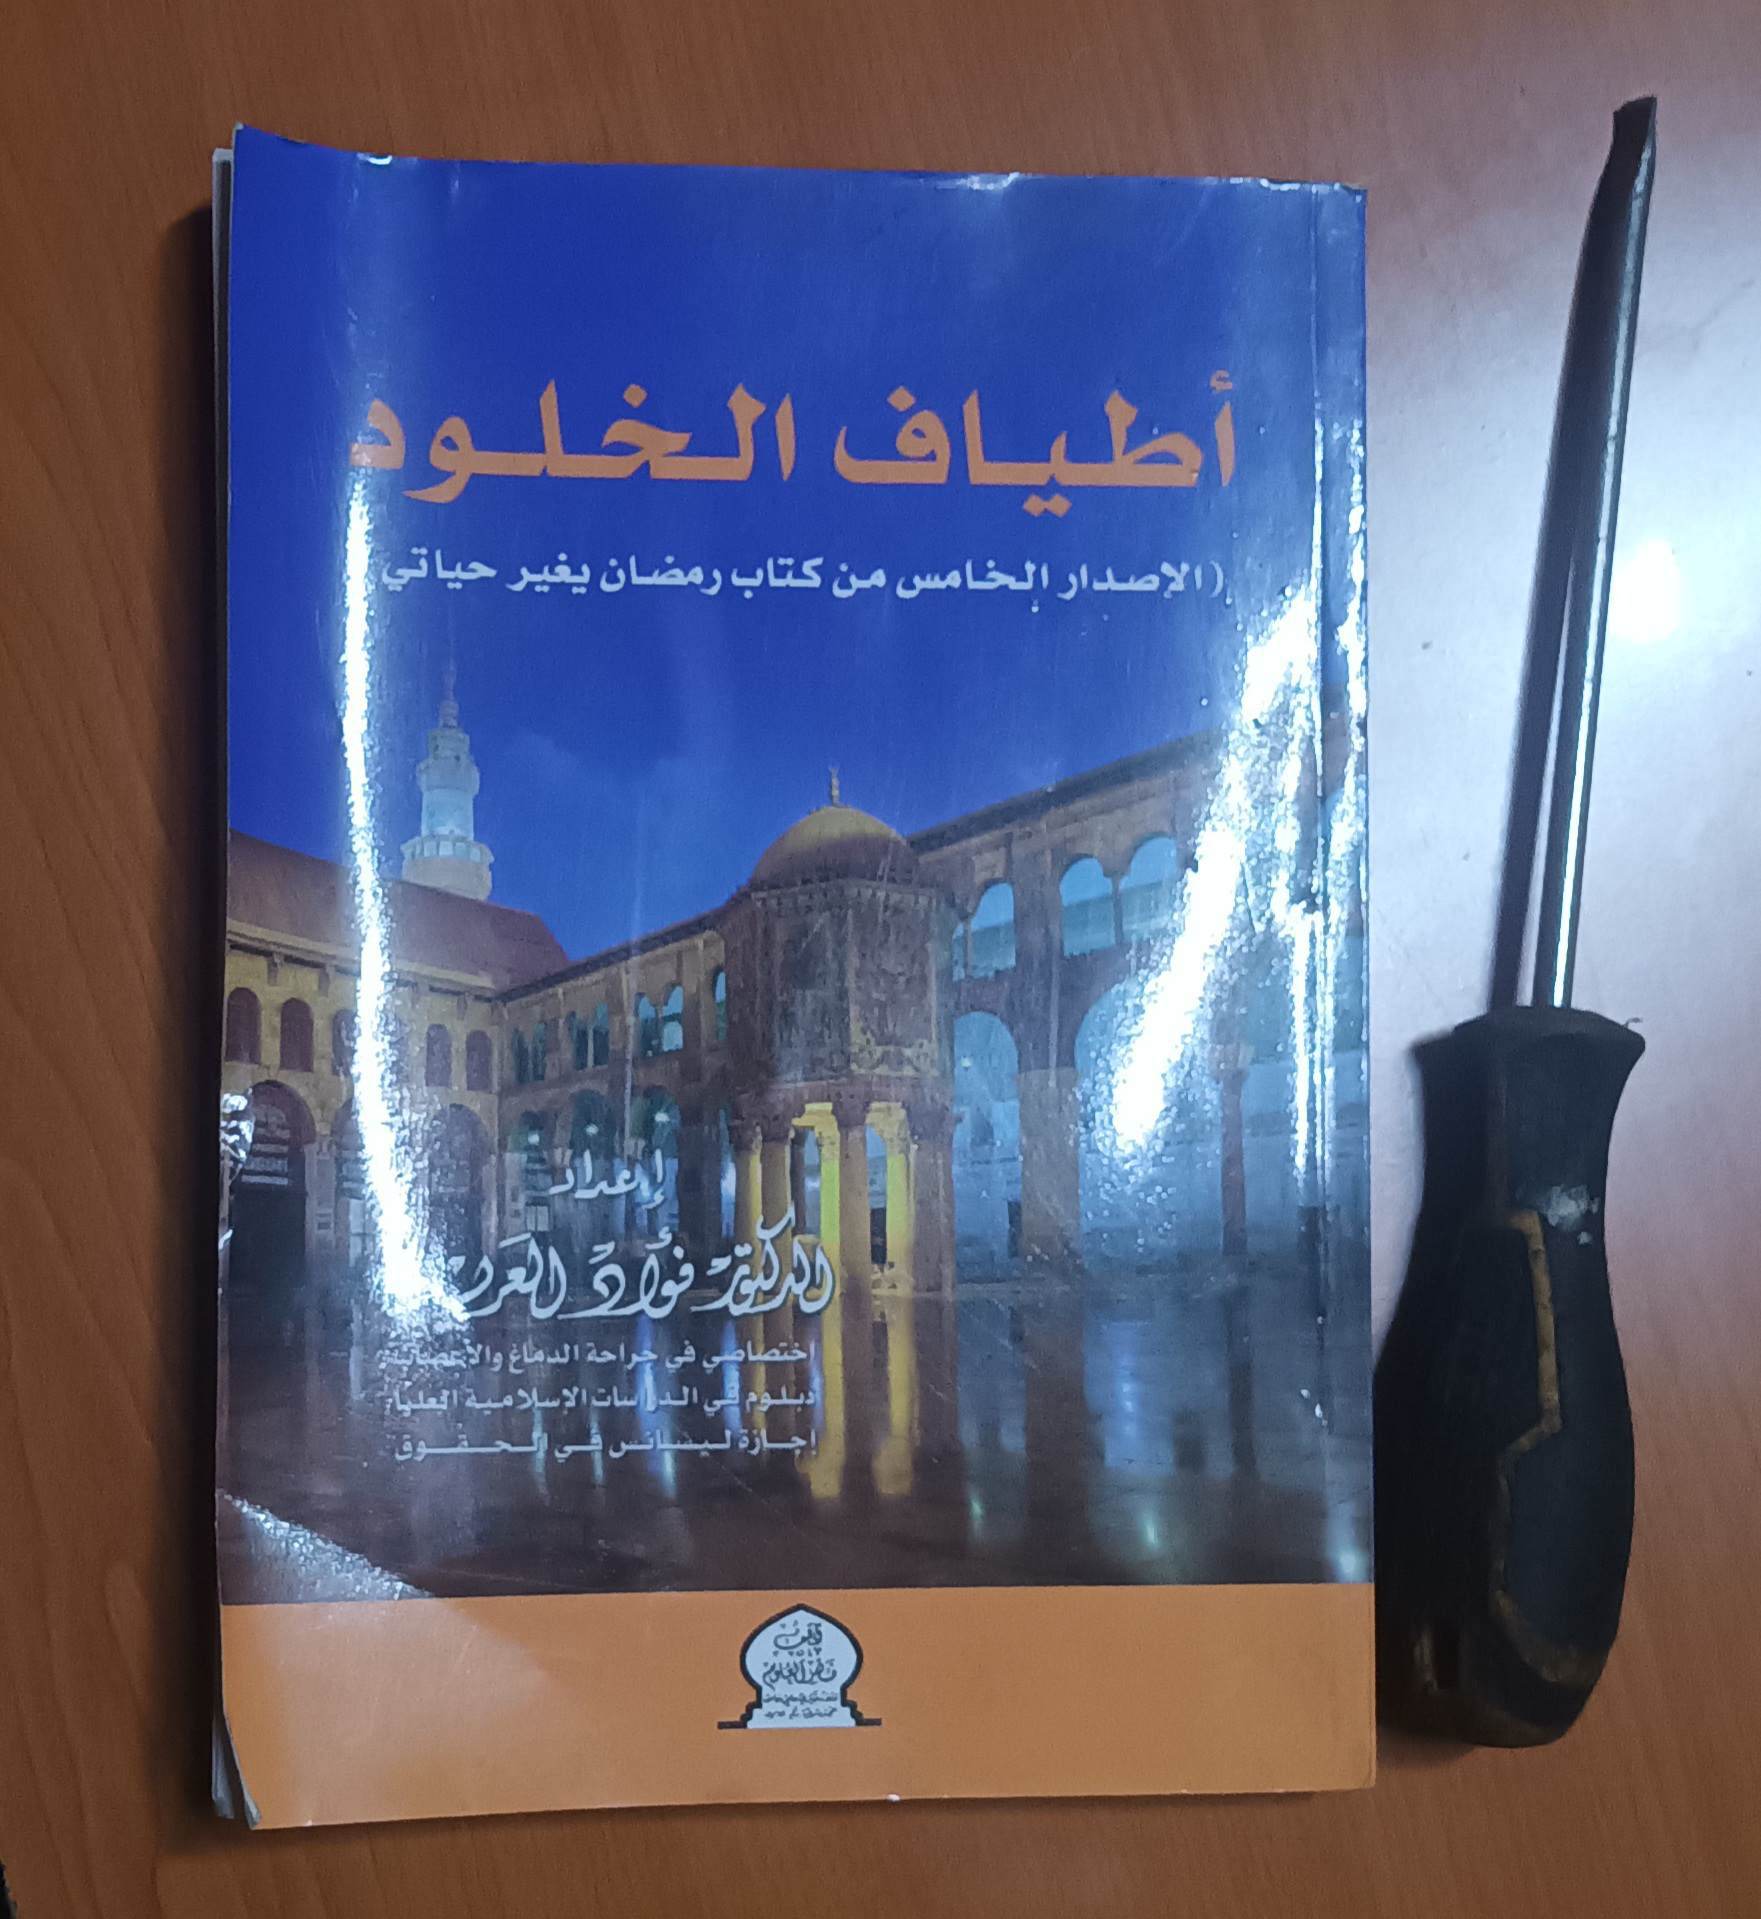 أطياف الخلود
(الإصدار الخامس من كتاب رمضان يغير حياتي
إعداد
الدكتور فؤاد
اختصاصي في جراحة الدماغ والأعصاب
دبلوم في الدراسات الإسلامية العليا
إجازة ليسانس في الحقوق